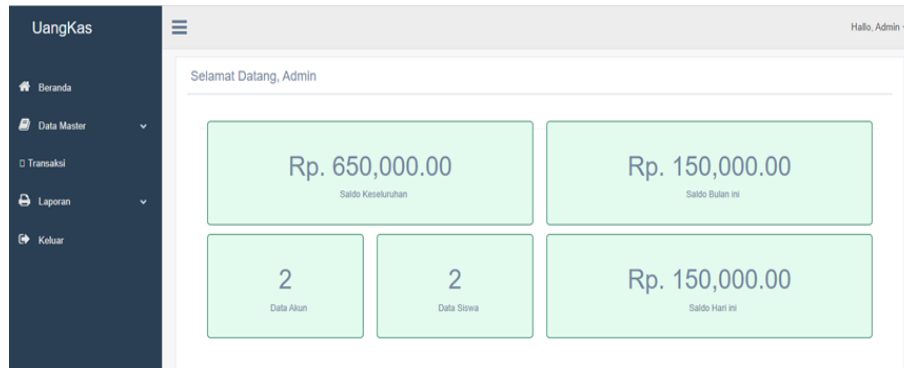 UangKas
Hallo, Admin
Beranda
Data Master
Transaksi
Laporan
Keluar
Selamat Datang, Admin
Rp. 650,000.00
Saldo Keseluruhan
Rp. 150,000.00
Saldo Bulan ini
2
Data Akun
2
Data Siswa
Rp. 150,000.00
Saldo Hari ini